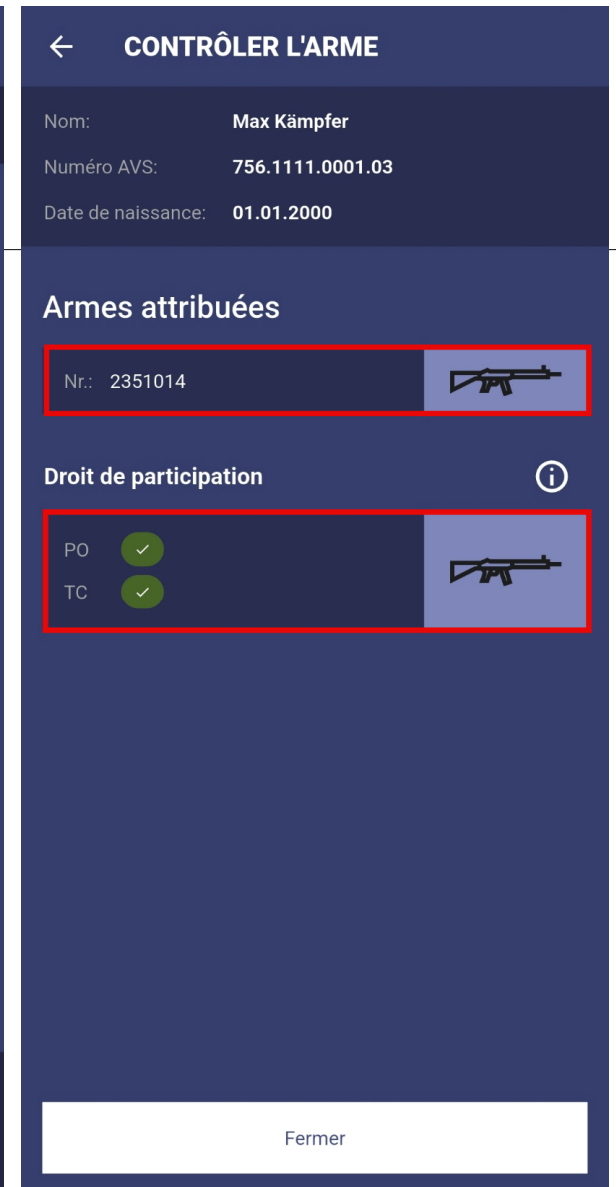 CONTRÔLER L'ARME
Nom: Max Kämpfer
Numéro AVS: 756.1111.0001.03
Date de naissance: 01.01.2000
Armes attribuées
Nr.: 2351014
Droit de participation
PO
TC
Fermer